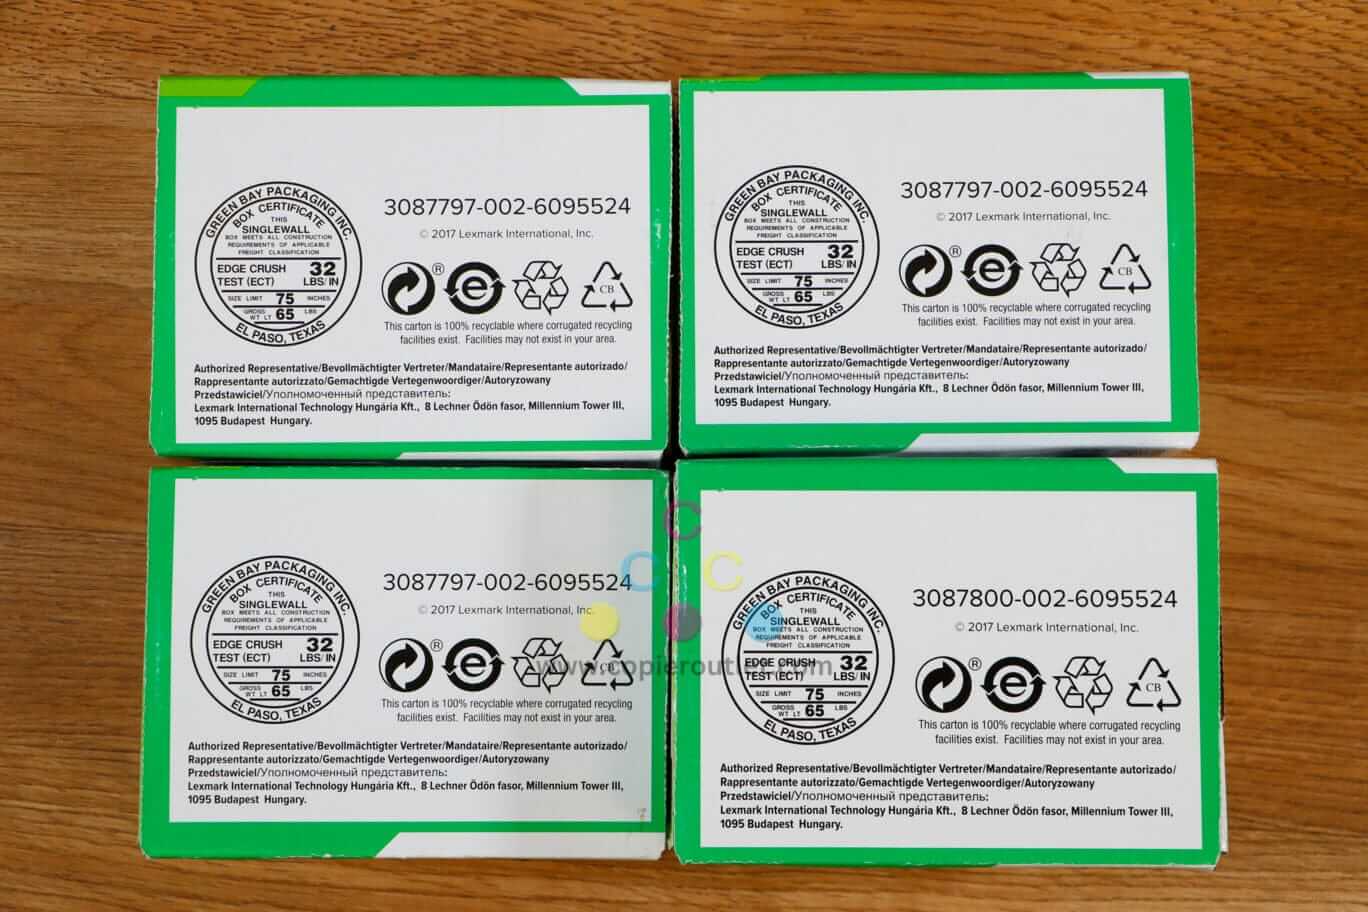 GREEN BAY PACKAGING INC.
BOX CERTIFICATE
THIS
SINGLEWALL
BOX MEETS ALL CONSTRUCTION
REQUIREMENTS OF APPLICABLE
FREIGHT CLASSIFICATION
EDGE CRUSH TEST (ECT) 32 LBS/IN
SIZE LIMIT 75 INCHES
GROSS WT LT 65 LBS
EL PASO, TEXAS
3087797-002-6095524
© 2017 Lexmark International, Inc.
®
e
CB
This carton is 100% recyclable where corrugated recycling
facilities exist. Facilities may not exist in your area.
Authorized Representative/Bevollmächtigter Vertreter/Mandataire/Representante autorizado/
Rappresentante autorizzato/Gemachtigde Vertegenwoordiger/Autoryzowany
Przedstawiciel/Уполномоченный представитель:
Lexmark International Technology Hungária Kft., 8 Lechner Ödön fasor, Millennium Tower III,
1095 Budapest Hungary.
GREEN BAY PACKAGING INC.
BOX CERTIFICATE
THIS
SINGLEWALL
BOX MEETS ALL CONSTRUCTION
REQUIREMENTS OF APPLICABLE
FREIGHT CLASSIFICATION
EDGE CRUSH TEST (ECT) 32 LBS/IN
SIZE LIMIT 75 INCHES
GROSS WT LT 65 LBS
EL PASO, TEXAS
3087797-002-6095524
© 2017 Lexmark International, Inc.
®
e
CB
This carton is 100% recyclable where corrugated recycling
facilities exist. Facilities may not exist in your area.
Authorized Representative/Bevollmächtigter Vertreter/Mandataire/Representante autorizado/
Rappresentante autorizzato/Gemachtigde Vertegenwoordiger/Autoryzowany
Przedstawiciel/Уполномоченный представитель:
Lexmark International Technology Hungária Kft., 8 Lechner Ödön fasor, Millennium Tower III,
1095 Budapest Hungary.
GREEN BAY PACKAGING INC.
BOX CERTIFICATE
THIS
SINGLEWALL
BOX MEETS ALL CONSTRUCTION
REQUIREMENTS OF APPLICABLE
FREIGHT CLASSIFICATION
EDGE CRUSH TEST (ECT) 32 LBS/IN
SIZE LIMIT 75 INCHES
GROSS WT LT 65 LBS
EL PASO, TEXAS
3087797-002-6095524
© 2017 Lexmark International, Inc.
®
e
CB
This carton is 100% recyclable where corrugated recycling
facilities exist. Facilities may not exist in your area.
Authorized Representative/Bevollmächtigter Vertreter/Mandataire/Representante autorizado/
Rappresentante autorizzato/Gemachtigde Vertegenwoordiger/Autoryzowany
Przedstawiciel/Уполномоченный представитель:
Lexmark International Technology Hungária Kft., 8 Lechner Ödön fasor, Millennium Tower III,
1095 Budapest Hungary.
C
C C
GREEN BAY PACKAGING INC.
BOX CERTIFICATE
THIS
SINGLEWALL
BOX MEETS ALL CONSTRUCTION
REQUIREMENTS OF APPLICABLE
FREIGHT CLASSIFICATION
EDGE CRUSH TEST (ECT) 32 LBS/IN
SIZE LIMIT 75 INCHES
GROSS WT LT 65 LBS
EL PASO, TEXAS
3087800-002-6095524
© 2017 Lexmark International, Inc.
®
e
CB
This carton is 100% recyclable where corrugated recycling
facilities exist. Facilities may not exist in your area.
Authorized Representative/Bevollmächtigter Vertreter/Mandataire/Representante autorizado/
Rappresentante autorizzato/Gemachtigde Vertegenwoordiger/Autoryzowany
Przedstawiciel/Уполномоченный представитель:
Lexmark International Technology Hungária Kft., 8 Lechner Ödön fasor, Millennium Tower III,
1095 Budapest Hungary.